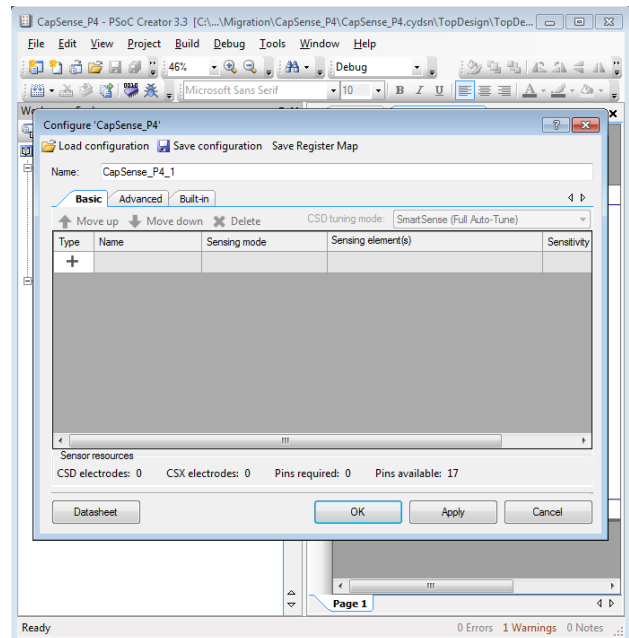 CapSense_P4 - PSoC Creator 3.3 [C:\...\Migration\CapSense_P4\CapSense_P4.cydsn\TopDesign\TopDe...
File Edit View Project Build Debug Tools Window Help
46% Debug
Microsoft Sans Serif 10 B I U A
Configure 'CapSense_P4'
Load configuration Save configuration Save Register Map
Name: CapSense_P4_1
Basic Advanced Built-in
Move up Move down Delete CSD tuning mode: SmartSense (Full Auto-Tune)
Type Name Sensing mode Sensing element(s) Sensitivity
Sensor resources
CSD electrodes: 0 CSX electrodes: 0 Pins required: 0 Pins available: 17
Datasheet OK Apply Cancel
Page 1
Ready 0 Errors 1 Warnings 0 Notes